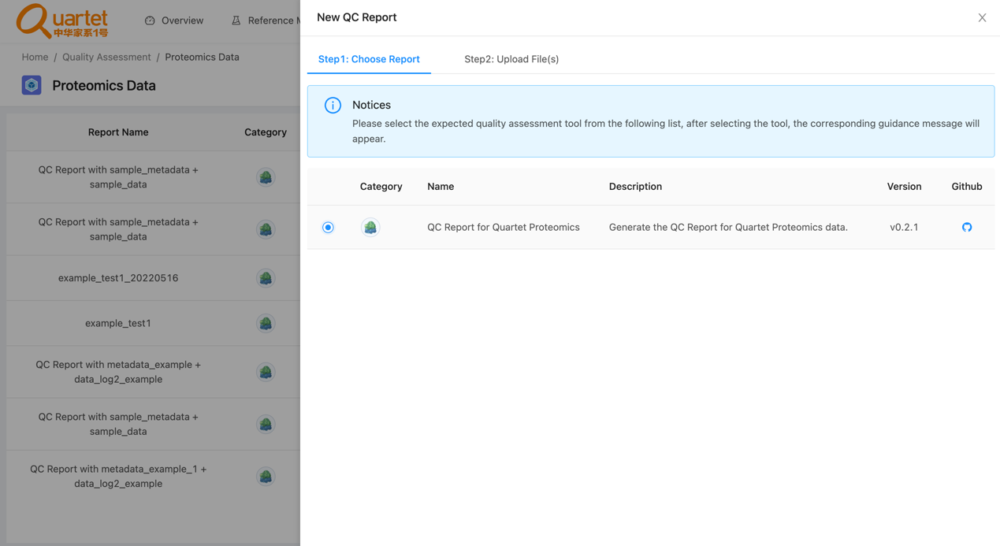 Quartet
中华家系1号
Overview
Reference M
Home / Quality Assessment / Proteomics Data
Proteomics Data
Report Name
Category
QC Report with sample_metadata +
sample_data
QC Report with sample_metadata +
sample_data
example_test1_20220516
example_test1
QC Report with metadata_example +
data_log2_example
QC Report with sample_metadata +
sample_data
QC Report with metadata_example_1 +
data_log2_example
New QC Report
Step1: Choose Report
Step2: Upload File(s)
Notices
Please select the expected quality assessment tool from the following list, after selecting the tool, the corresponding guidance message will
appear.
Category
Name
Description
Version
Github
QC Report for Quartet Proteomics
Generate the QC Report for Quartet Proteomics data.
v0.2.1